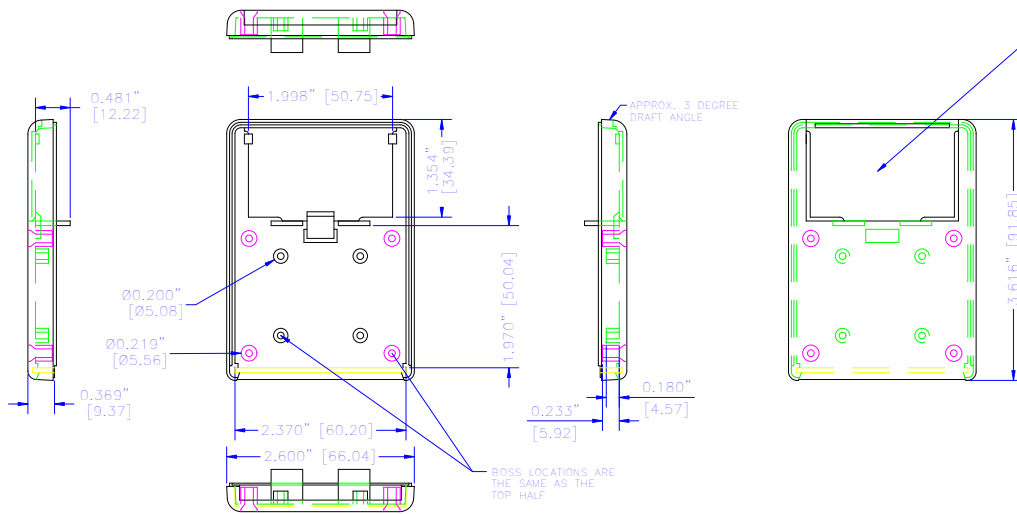 0.481"
[12.22]
1.998" [50.75]
1.354"
[34.39]
APPROX. 3 DEGREE
DRAFT ANGLE
Ø0.200"
[Ø5.08]
Ø0.219"
[Ø5.56]
1.970" [50.04]
3.616" [91.85]
0.369"
[9.37]
2.370" [60.20]
2.600" [66.04]
0.180"
[4.57]
0.233"
[5.92]
BOSS LOCATIONS ARE
THE SAME AS THE
TOP HALF